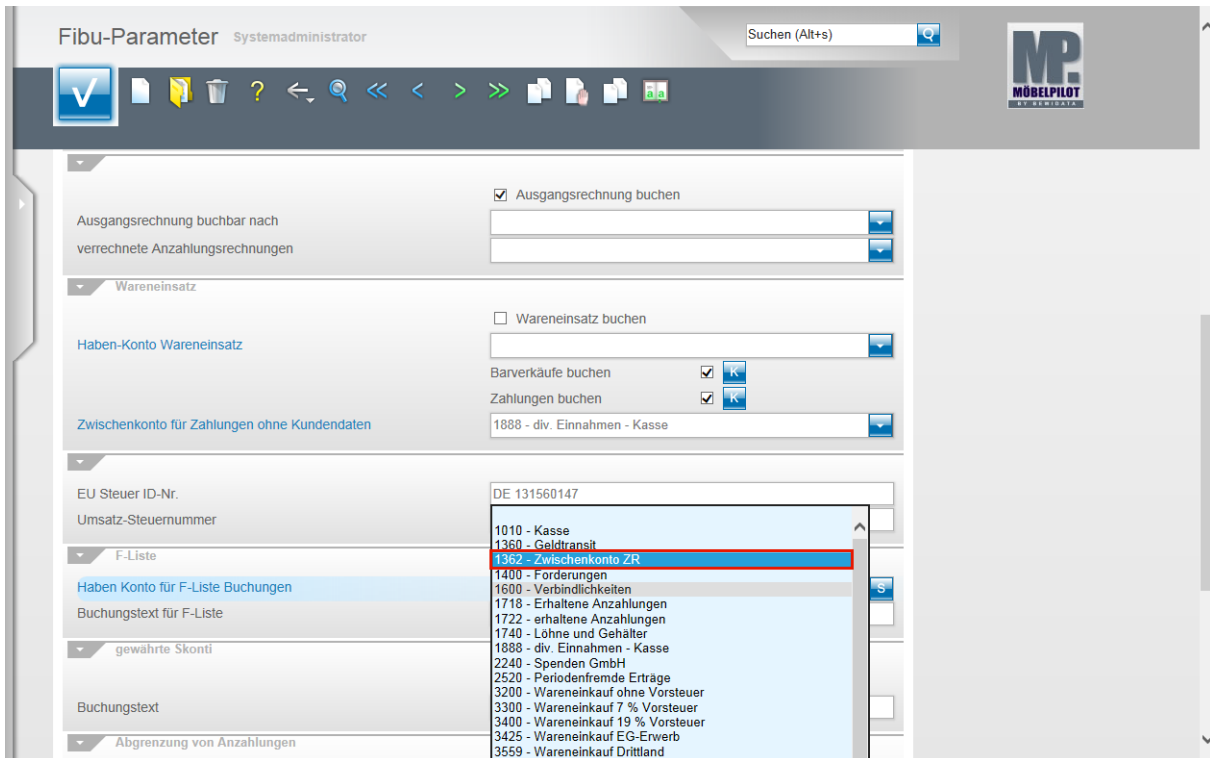 Fibu-Parameter Systemadministrator
Suchen (Alt+s)
MP.
MÖBELPILOT
BY BEWIDATA
Ausgangsrechnung buchen
Ausgangsrechnung buchbar nach
verrechnete Anzahlungsrechnungen
Wareneinsatz
Wareneinsatz buchen
Haben-Konto Wareneinsatz
Barverkäufe buchen K
Zahlungen buchen K
Zwischenkonto für Zahlungen ohne Kundendaten 1888 - div. Einnahmen - Kasse
EU Steuer ID-Nr. DE 131560147
Umsatz-Steuernummer
F-Liste
Haben Konto für F-Liste Buchungen S
Buchungstext für F-Liste
gewährte Skonti
Buchungstext
Abgrenzung von Anzahlungen
1010 - Kasse
1360 - Geldtransit
1362 - Zwischenkonto ZR
1400 - Forderungen
1600 - Verbindlichkeiten
1718 - Erhaltene Anzahlungen
1722 - erhaltene Anzahlungen
1740 - Löhne und Gehälter
1888 - div. Einnahmen - Kasse
2240 - Spenden GmbH
2520 - Periodenfremde Erträge
3200 - Wareneinkauf ohne Vorsteuer
3300 - Wareneinkauf 7 % Vorsteuer
3400 - Wareneinkauf 19 % Vorsteuer
3425 - Wareneinkauf EG-Erwerb
3559 - Wareneinkauf Drittland